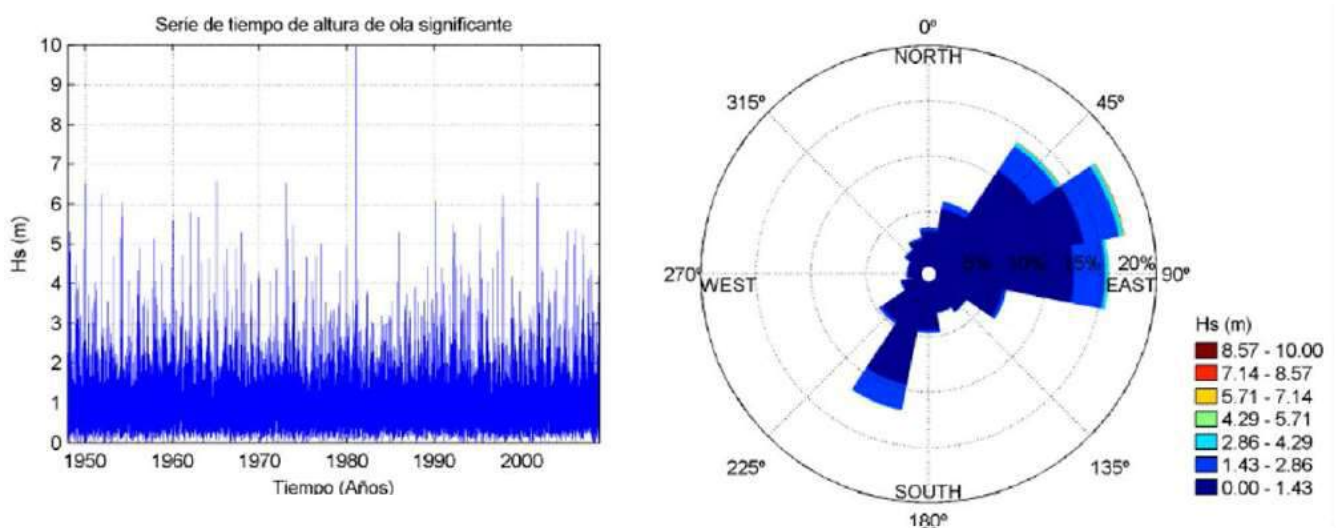 Serie de tiempo de altura de ola significante
10
9
8
7
6
5
4
3
2
1
0
Hs (m)
1950 1960 1970 1980 1990 2000
Tiempo (Años)
0º
NORTH
45º
90º
EAST
135º
SOUTH
180º
225º
270º
WEST
315º
5% 10% 15% 20%
Hs (m)
8.57 - 10.00
7.14 - 8.57
5.71 - 7.14
4.29 - 5.71
2.86 - 4.29
1.43 - 2.86
0.00 - 1.43